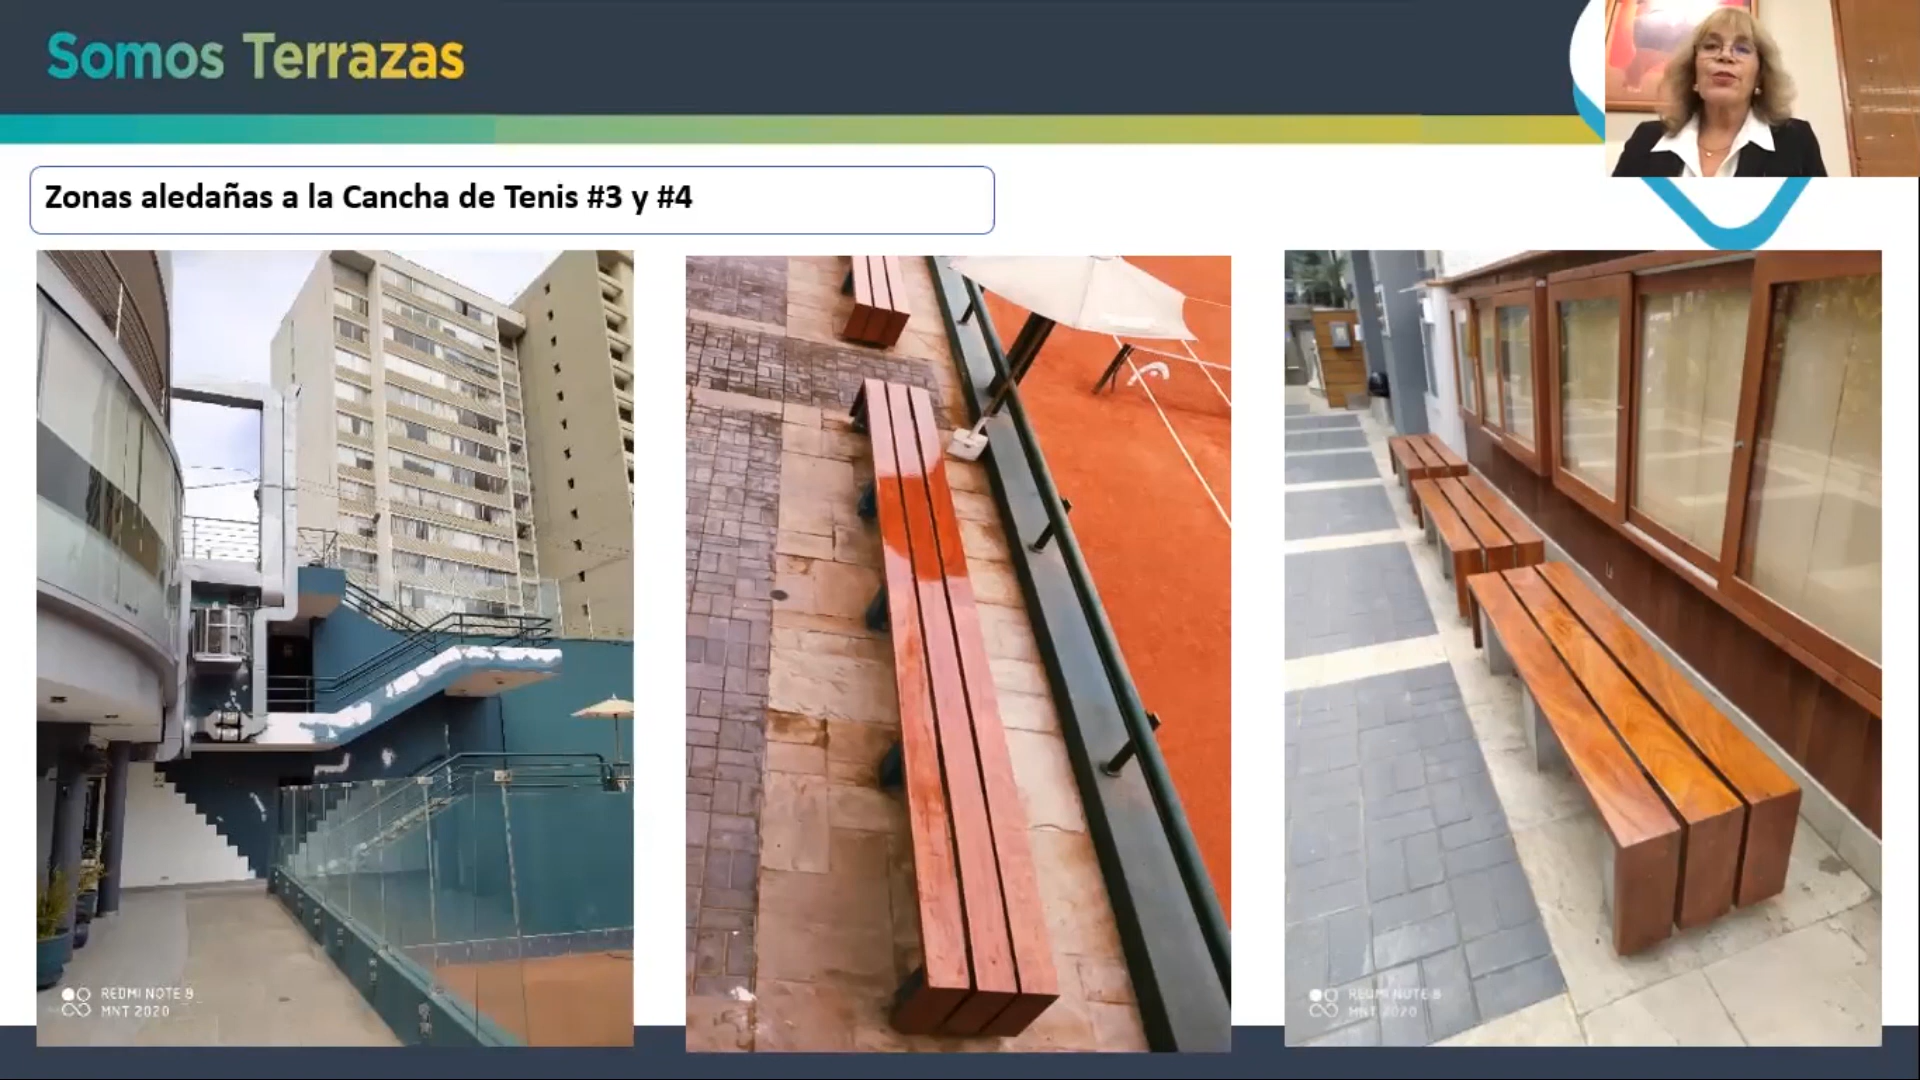 Somos Terrazas
Zonas aledañas a la Cancha de Tenis #3 y #4
REDMI NOTE 8
MNT 2020
REDMI NOTE 8
MNT 2020